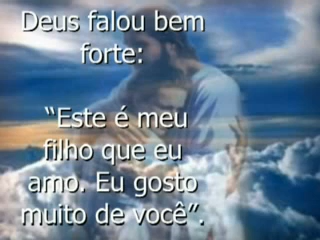 Deus falou bem
forte:
“Este é meu
filho que eu
amo. Eu gosto
muito de você”.